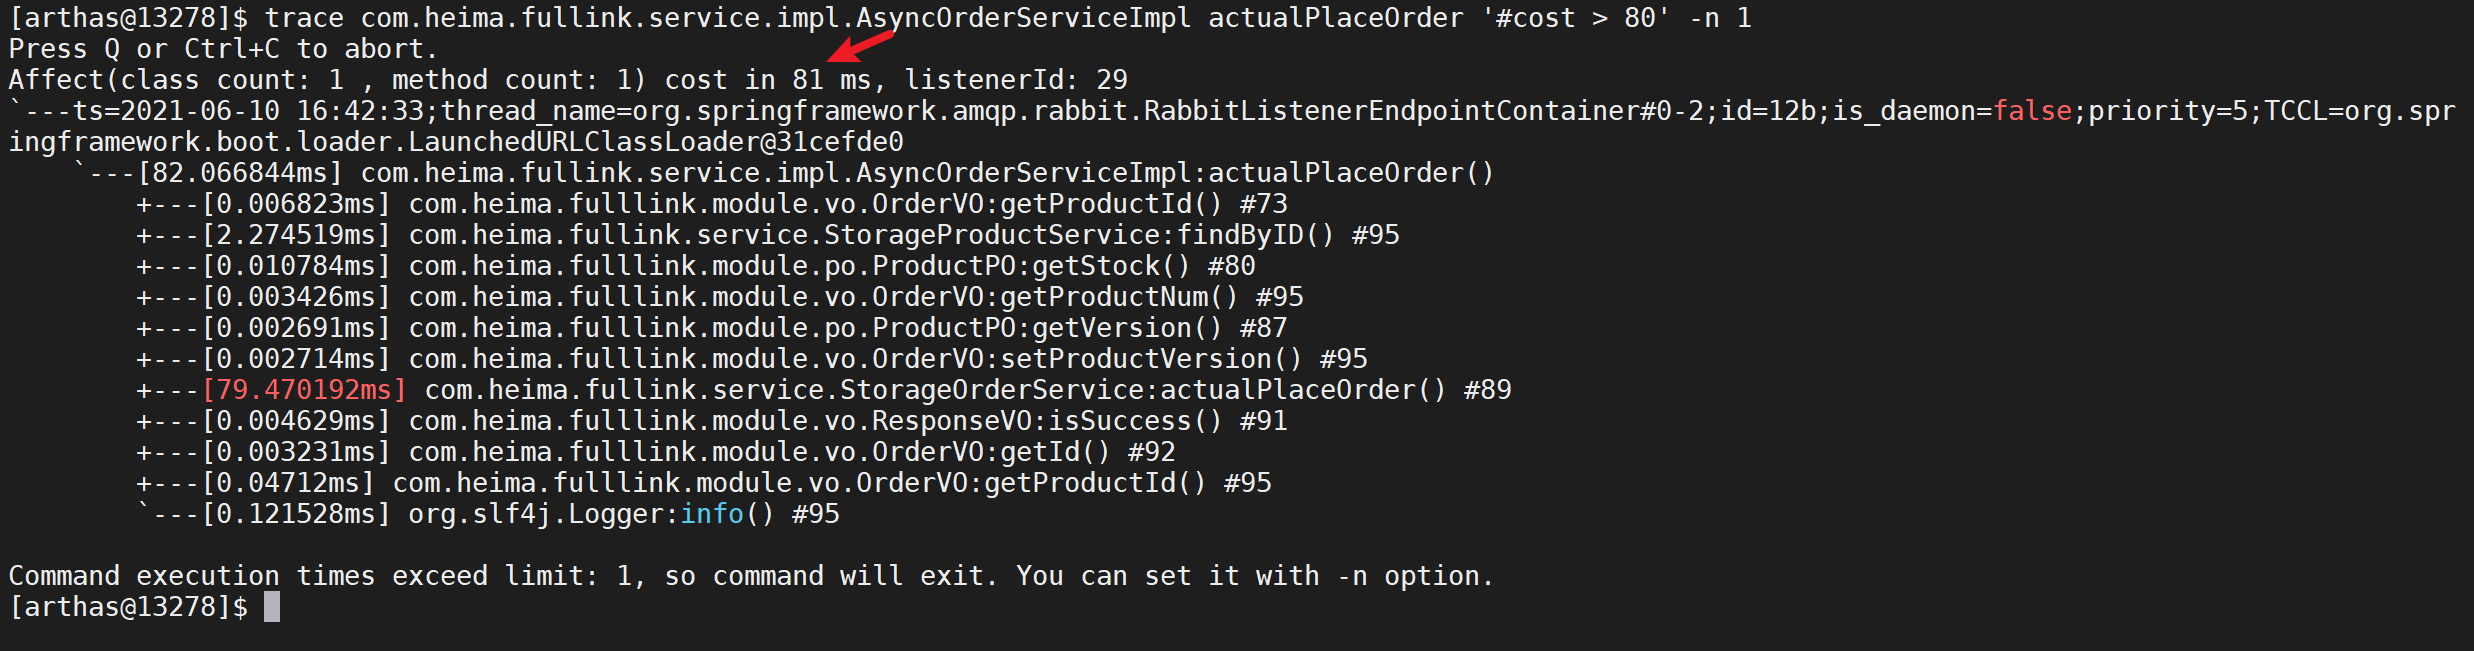 [arthas@13278]$ trace com.heima.fullink.service.impl.AsyncOrderServiceImpl actualPlaceOrder '#cost > 80' -n 1
Press Q or Ctrl+C to abort.
Affect(class count: 1 , method count: 1) cost in 81 ms, listenerId: 29
`---ts=2021-06-10 16:42:33;thread_name=org.springframework.amqp.rabbit.RabbitListenerEndpointContainer#0-2;id=12b;is_daemon=false;priority=5;TCCL=org.spr
ingframework.boot.loader.LaunchedURLClassLoader@31cefde0
    `---[82.066844ms] com.heima.fullink.service.impl.AsyncOrderServiceImpl:actualPlaceOrder()
        +---[0.006823ms] com.heima.fulllink.module.vo.OrderVO:getProductId() #73
        +---[2.274519ms] com.heima.fullink.service.StorageProductService:findByID() #95
        +---[0.010784ms] com.heima.fulllink.module.po.ProductPO:getStock() #80
        +---[0.003426ms] com.heima.fulllink.module.vo.OrderVO:getProductNum() #95
        +---[0.002691ms] com.heima.fulllink.module.po.ProductPO:getVersion() #87
        +---[0.002714ms] com.heima.fulllink.module.vo.OrderVO:setProductVersion() #95
        +---[79.470192ms] com.heima.fullink.service.StorageOrderService:actualPlaceOrder() #89
        +---[0.004629ms] com.heima.fulllink.module.vo.ResponseVO:isSuccess() #91
        +---[0.003231ms] com.heima.fulllink.module.vo.OrderVO:getId() #92
        +---[0.04712ms] com.heima.fulllink.module.vo.OrderVO:getProductId() #95
        `---[0.121528ms] org.slf4j.Logger:info() #95
Command execution times exceed limit: 1, so command will exit. You can set it with -n option.
[arthas@13278]$